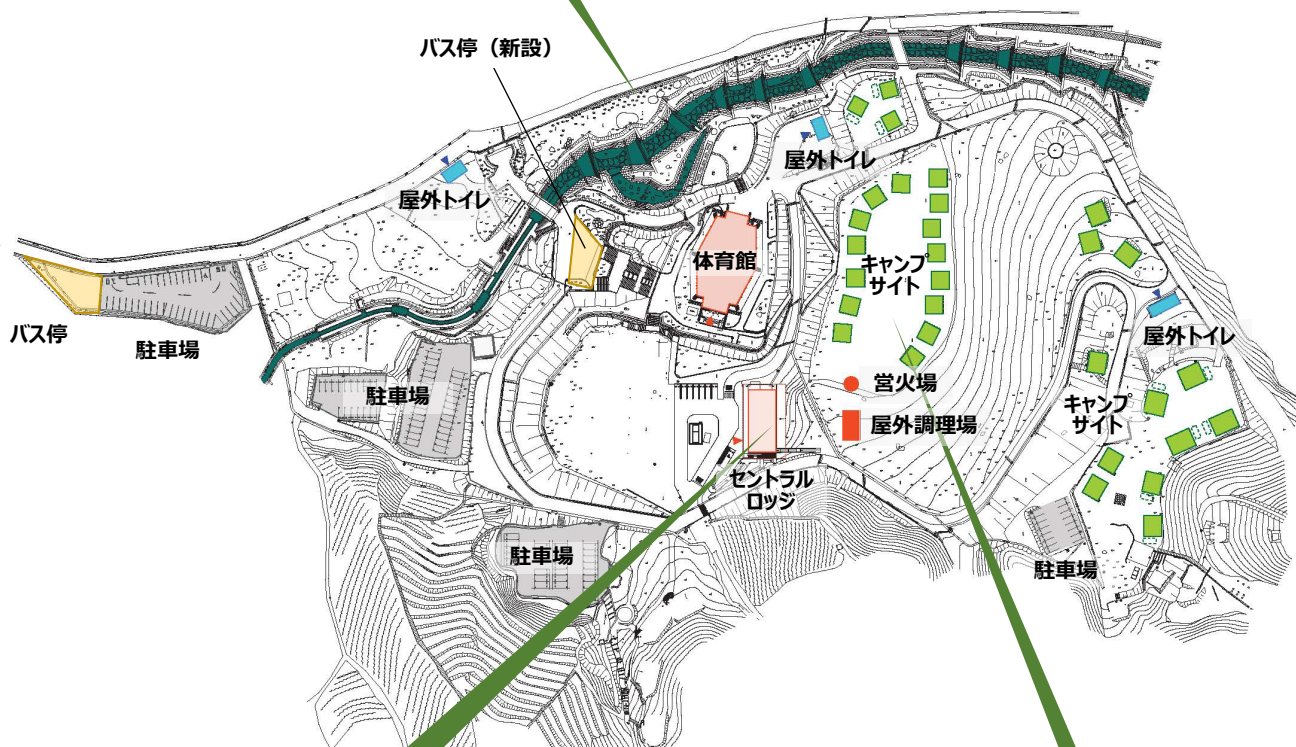 バス停（新設）
屋外トイレ
屋外トイレ
体育館
キャンプ
サイト
バス停
駐車場
屋外トイレ
駐車場
営火場
屋外調理場
キャンプ
サイト
セントラル
ロッジ
駐車場
駐車場